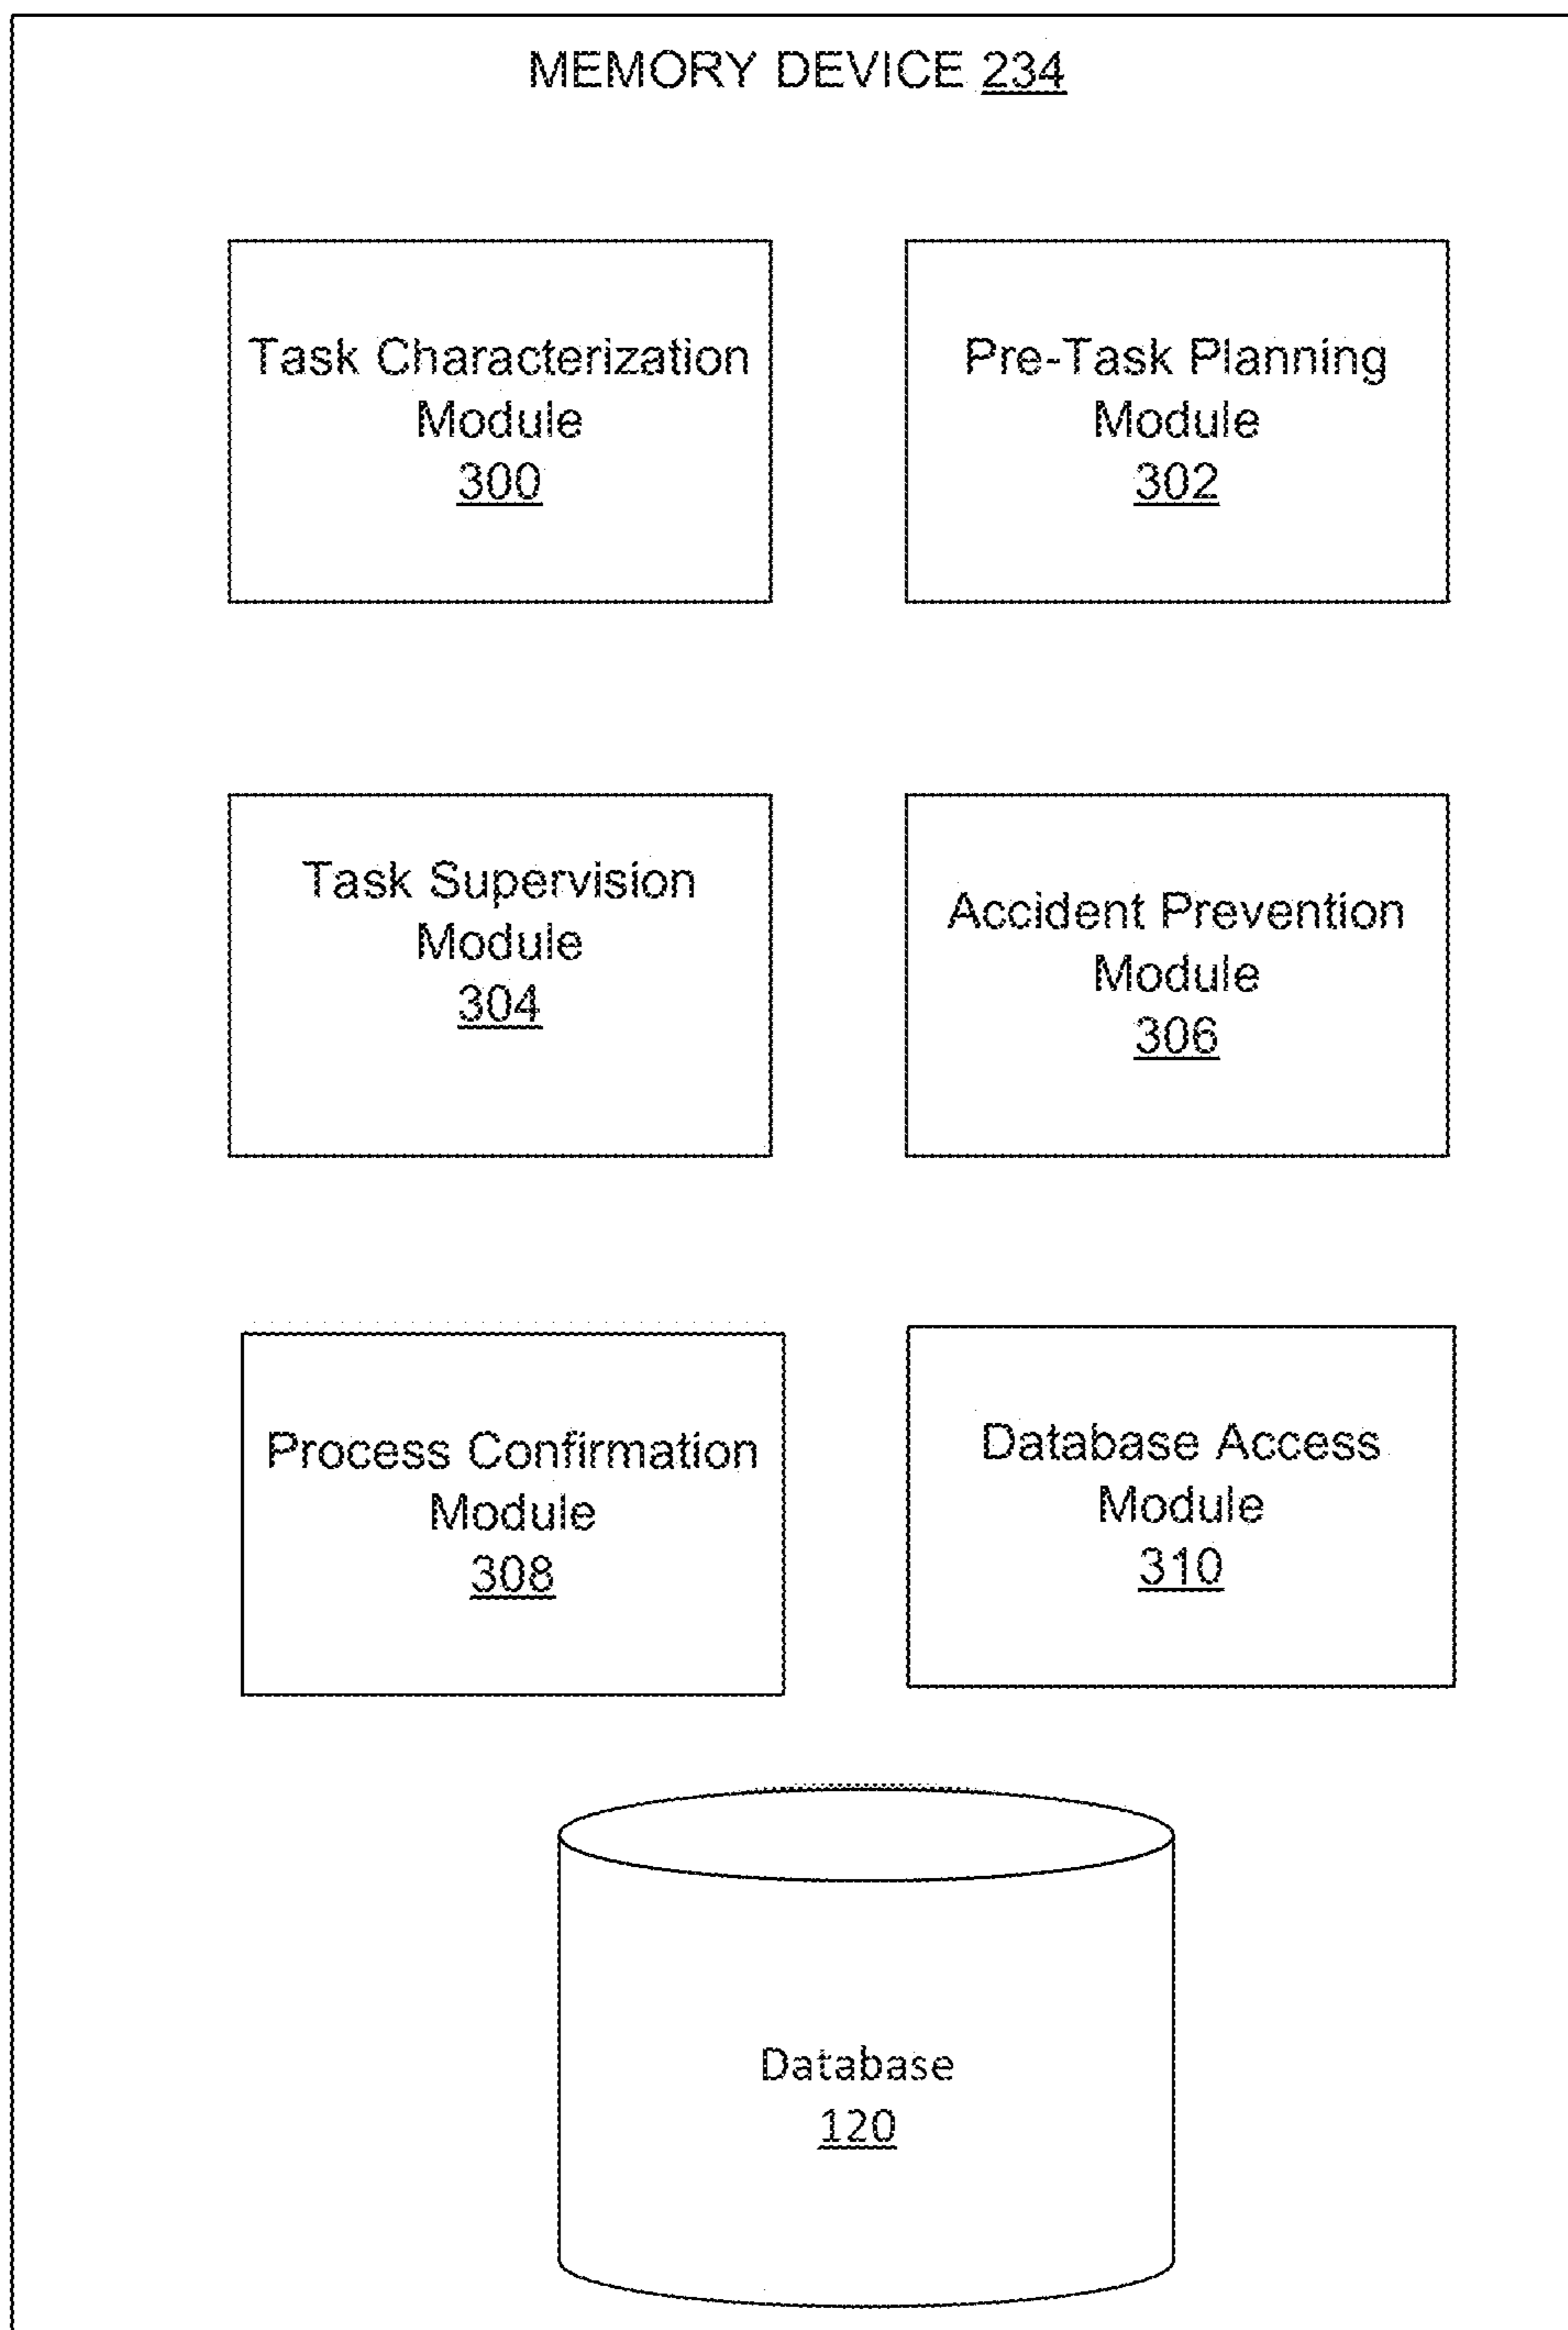 MEMORY DEVICE 234
Task Characterization
Module
300
Pre-Task Planning
Module
302
Task Supervision
Module
304
Accident Prevention
Module
306
Process Confirmation
Module
308
Database Access
Module
310
Database
120